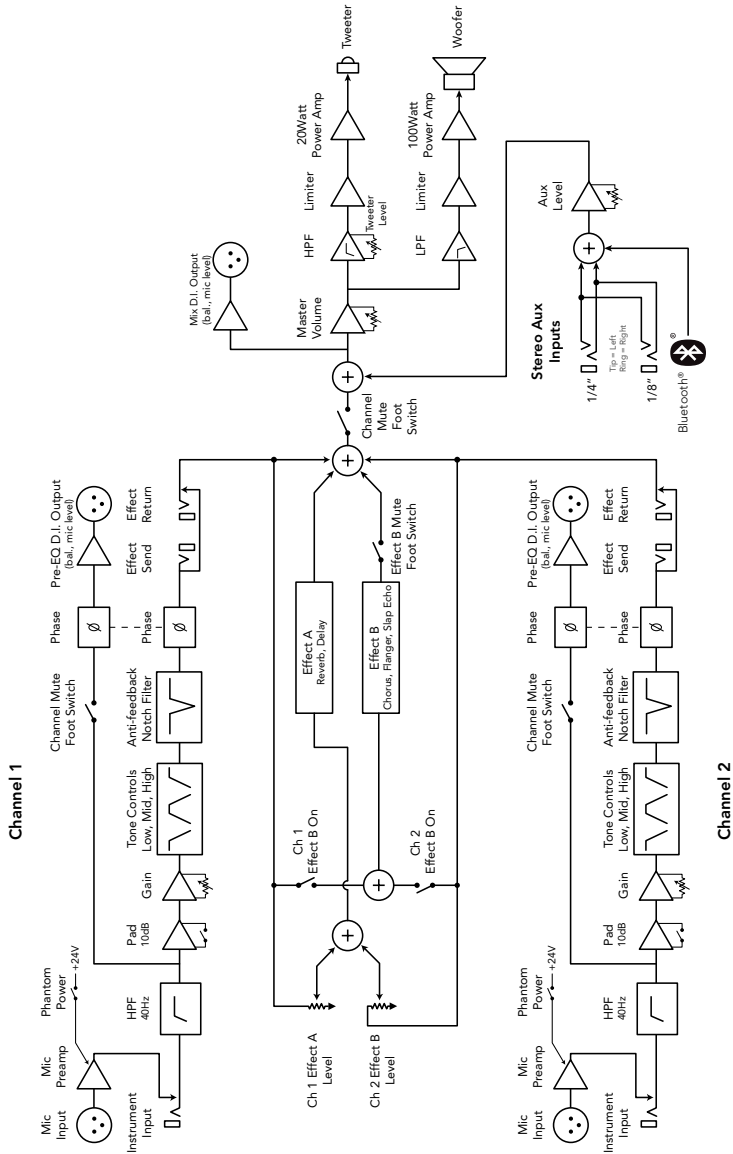 Channel 1
Mic
Input
Mic
Preamp
Phantom
Power
+24V
Instrument
Input
HPF
40Hz
Pad
10dB
Gain
Tone Controls
Low, Mid, High
Anti-feedback
Notch Filter
Channel Mute
Foot Switch
Phase
Ø
Phase
Ø
Pre-EQ D.I. Output
(bal., mic level)
Effect
Send
Effect
Return
Ch 1 Effect A
Level
Ch 2 Effect B
Level
Ch 1
Effect B On
Ch 2
Effect B On
Effect A
Reverb, Delay
Effect B
Chorus, Flanger, Slap Echo
Effect B Mute
Foot Switch
Channel
Mute
Foot
Switch
Mix D.I. Output
(bal., mic level)
Master
Volume
HPF
Tweeter
Level
Limiter
20Watt
Power Amp
Tweeter
LPF
Limiter
100Watt
Power Amp
Woofer
Stereo Aux
Inputs
1/4"
Tip = Left
Ring = Right
1/8"
Bluetooth®
®
Aux
Level
Mic
Input
Mic
Preamp
Phantom
Power
+24V
Instrument
Input
HPF
40Hz
Pad
10dB
Gain
Tone Controls
Low, Mid, High
Anti-feedback
Notch Filter
Channel Mute
Foot Switch
Phase
Ø
Phase
Ø
Pre-EQ D.I. Output
(bal., mic level)
Effect
Send
Effect
Return
Channel 2